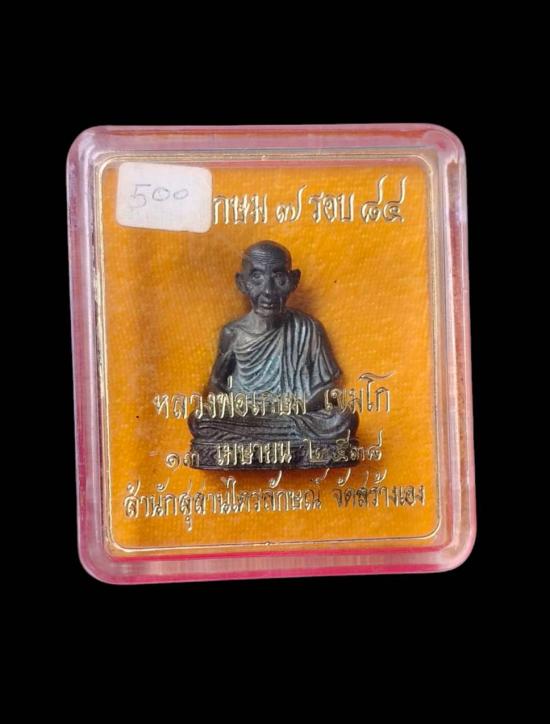 500
กษม ๗ รอบ ๘๔
หลวงพ่อเกษม เขมโก
๑๓ เมษายน ๒๕๓๘
สำนักสุสานไตรลักษณ์ จัดสร้างเอง